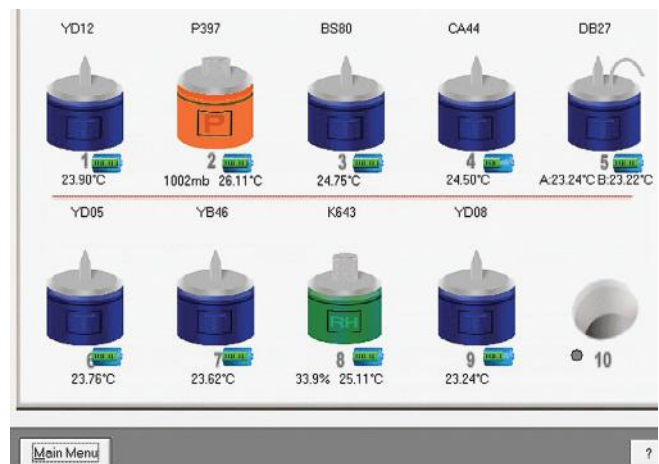 YD12 P397 BS80 CA44 DB27
P
1 2 3 4 5
23.90°C 1002mb 26.11°C 24.75°C 24.50°C A:23.24°C B:23.22°C
YD05 YB46 K643 YD08
RH
6 7 8 9 10
23.76°C 23.62°C 33.9% 25.11°C 23.24°C
Main Menu ?